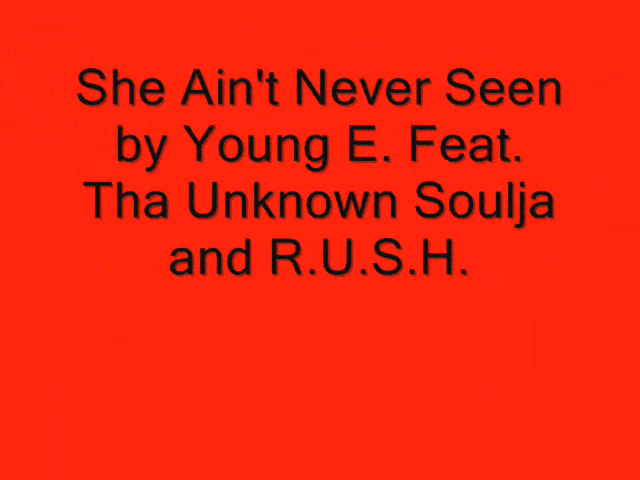 She Ain't Never Seen
by Young E. Feat.
Tha Unknown Soulja
and R.U.S.H.